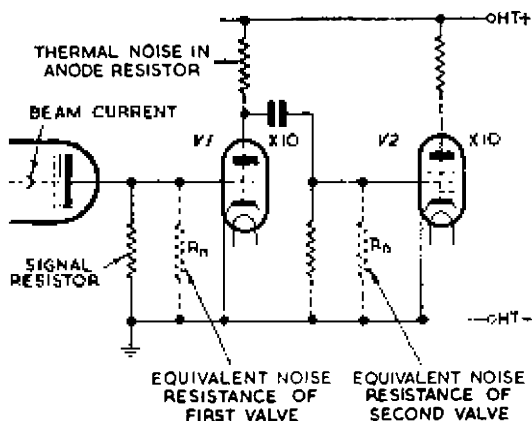 HT+
THERMAL NOISE IN
ANODE RESISTOR
BEAM CURRENT
V1
X10
V2
X10
SIGNAL
RESISTOR
Rn
Rn
HT-
EQUIVALENT NOISE
RESISTANCE OF
FIRST VALVE
EQUIVALENT NOISE
RESISTANCE OF
SECOND VALVE